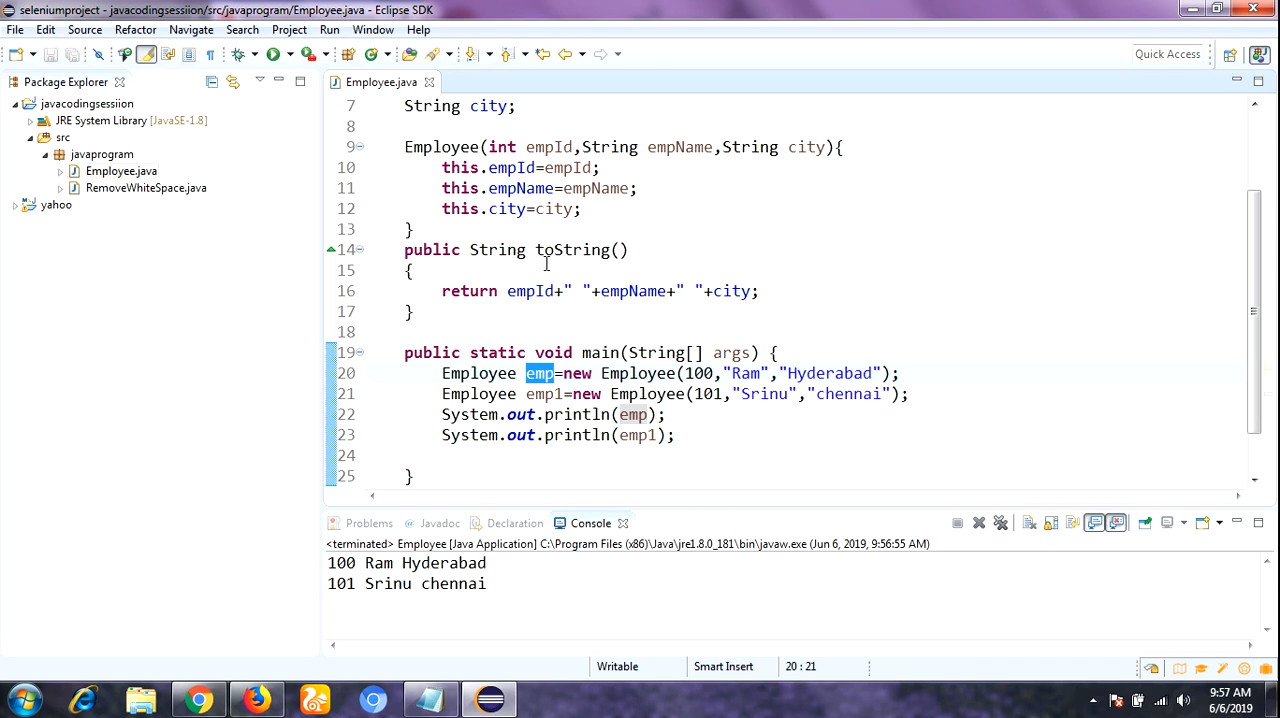 seleniumproject - javacodingsessiion/src/javaprogram/Employee.java - Eclipse SDK
File Edit Source Refactor Navigate Search Project Run Window Help
Quick Access
Package Explorer
Employee.java
javacodingsessiion
JRE System Library [JavaSE-1.8]
src
javaprogram
Employee.java
RemoveWhiteSpace.java
yahoo
7 String city;
8
9 Employee(int empId,String empName,String city){
10 this.empId=empId;
11 this.empName=empName;
12 this.city=city;
13 }
14 public String toString()
15 {
16 return empId+" "+empName+" "+city;
17 }
18
19 public static void main(String[] args) {
20 Employee emp=new Employee(100,"Ram","Hyderabad");
21 Employee emp1=new Employee(101,"Srinu","chennai");
22 System.out.println(emp);
23 System.out.println(emp1);
24
25 }
Problems @ Javadoc Declaration Console
<terminated> Employee [Java Application] C:\Program Files (x86)\Java\jre1.8.0_181\bin\javaw.exe (Jun 6, 2019, 9:56:55 AM)
100 Ram Hyderabad
101 Srinu chennai
Writable Smart Insert 20 : 21
9:57 AM
6/6/2019